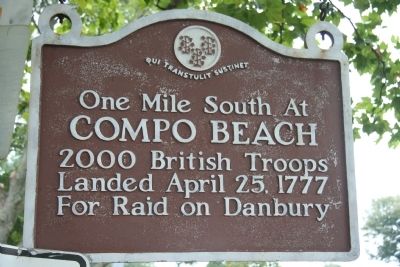 QUI TRANSTULIT SUSTINET
One Mile South At
COMPO BEACH
2000 British Troops
Landed April 25, 1777
For Raid on Danbury